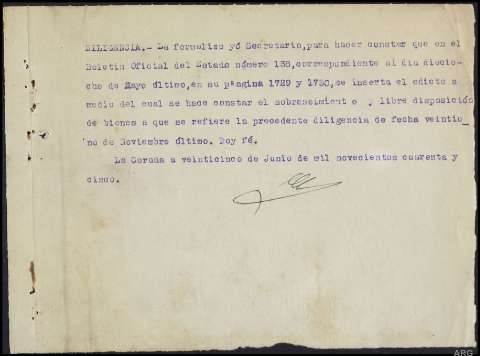 DILIGENCIA.- La formalizo yó Secretario,para hacer constar que en el
Boletin Oficial del Estado número 138,correspondiente al dia diecio-
cho de Mayo último,en su página 1729 y 1730,se inserta el edicto a
medio del cual se hace constar el sobreseimiento y libre disposición
de bienes a que se refiere la precedente diligencia de fecha veintiu_
no de Noviembre último. Doy fé.
La Coruña a veinticinco de Junio de mil novecientos cuarenta y
cinco.
ARG